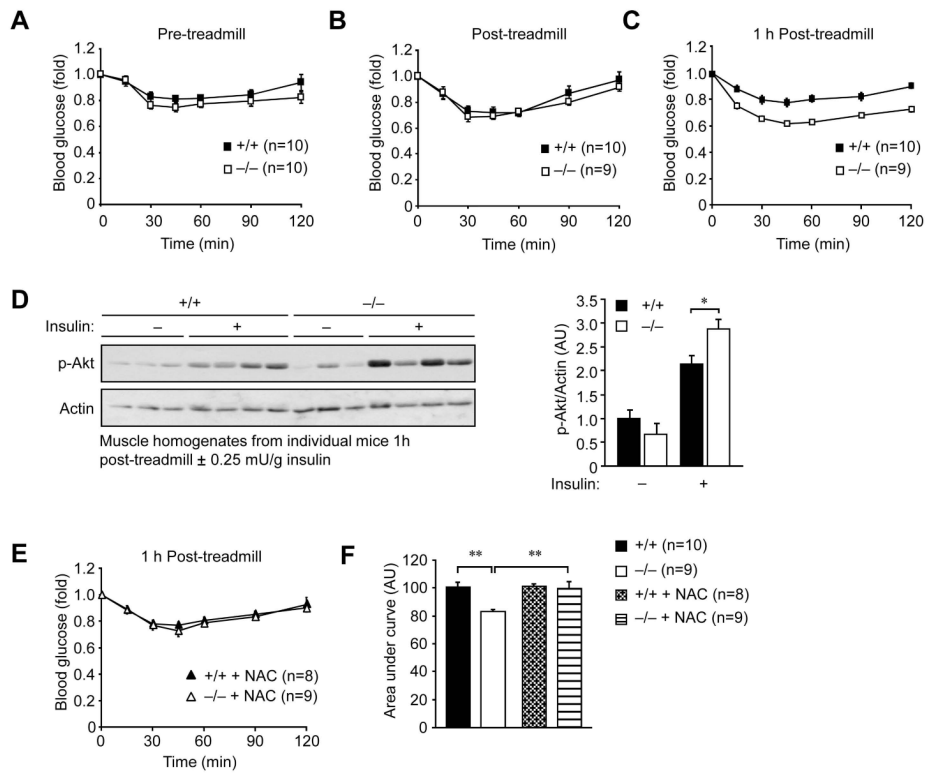 A
Pre-treadmill
Blood glucose (fold)
1.2
1.0
0.8
0.6
0.4
0.2
0
+/+ (n=10)
–/– (n=10)
0 30 60 90 120
Time (min)
B
Post-treadmill
Blood glucose (fold)
1.2
1.0
0.8
0.6
0.4
0.2
0
+/+ (n=10)
–/– (n=9)
0 30 60 90 120
Time (min)
C
1 h Post-treadmill
Blood glucose (fold)
1.2
1.0
0.8
0.6
0.4
0.2
0
+/+ (n=10)
–/– (n=9)
0 30 60 90 120
Time (min)
D
+/+ –/–
Insulin: – + – +
p-Akt
Actin
Muscle homogenates from individual mice 1h
post-treadmill ± 0.25 mU/g insulin
p-Akt/Actin (AU)
3.5
3.0
2.5
2.0
1.5
1.0
0.5
0
+/+
–/–
*
Insulin: – +
E
1 h Post-treadmill
Blood glucose (fold)
1.2
1.0
0.8
0.6
0.4
0.2
0
+/+ + NAC (n=8)
–/– + NAC (n=9)
0 30 60 90 120
Time (min)
F
Area under curve (AU)
120
100
80
60
40
20
0
** **
+/+ (n=10)
–/– (n=9)
+/+ + NAC (n=8)
–/– + NAC (n=9)